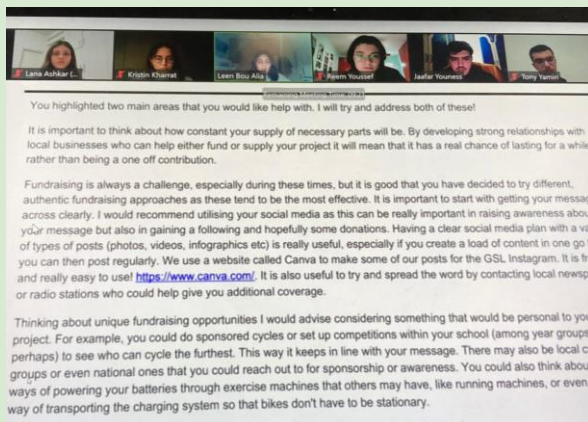 Lana Ashkar (...
Kristin Kharrat
Leen Bou Alia
Reem Youssef
Jaafar Youness
Tony Yamin
Remaining Meeting Time:
You highlighted two main areas that you would like help with. I will try and address both of these!
It is important to think about how constant your supply of necessary parts will be. By developing strong relationships with
local businesses who can help either fund or supply your project it will mean that it has a real chance of lasting for a while
rather than being a one off contribution.
Fundraising is always a challenge, especially during these times, but it is good that you have decided to try different,
authentic fundraising approaches as these tend to be the most effective. It is important to start with getting your messag
across clearly. I would recommend utilising your social media as this can be really important in raising awareness abou
your message but also in gaining a following and hopefully some donations. Having a clear social media plan with a va
of types of posts (photos, videos, infographics etc) is really useful, especially if you create a load of content in one go
you can then post regularly. We use a website called Canva to make some of our posts for the GSL Instagram. It is fr
and really easy to use! https://www.canva.com/. It is also useful to try and spread the word by contacting local newsp
or radio stations who could help give you additional coverage.
Thinking about unique fundraising opportunities I would advise considering something that would be personal to you
project. For example, you could do sponsored cycles or set up competitions within your school (among year groups
perhaps) to see who can cycle the furthest. This way it keeps in line with your message. There may also be local c
groups or even national ones that you could reach out to for sponsorship or awareness. You could also think abou
ways of powering your batteries through exercise machines that others may have, like running machines, or even
way of transporting the charging system so that bikes don't have to be stationary.